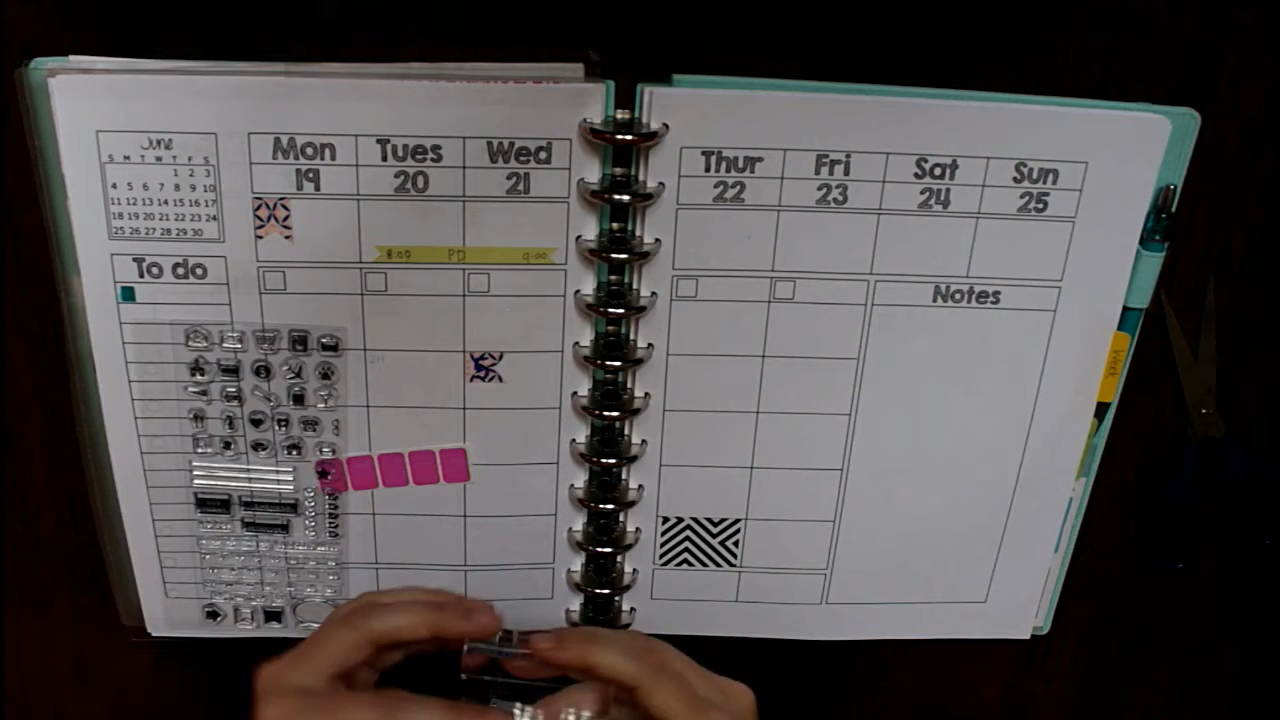 June
S M T W T F S
1 2 3
4 5 6 7 8 9 10
11 12 13 14 15 16 17
18 19 20 21 22 23 24
25 26 27 28 29 30
Mon Tues Wed
19 20 21
8:00 PD 9:00
To do
Thur Fri Sat Sun
22 23 24 25
Notes
Week